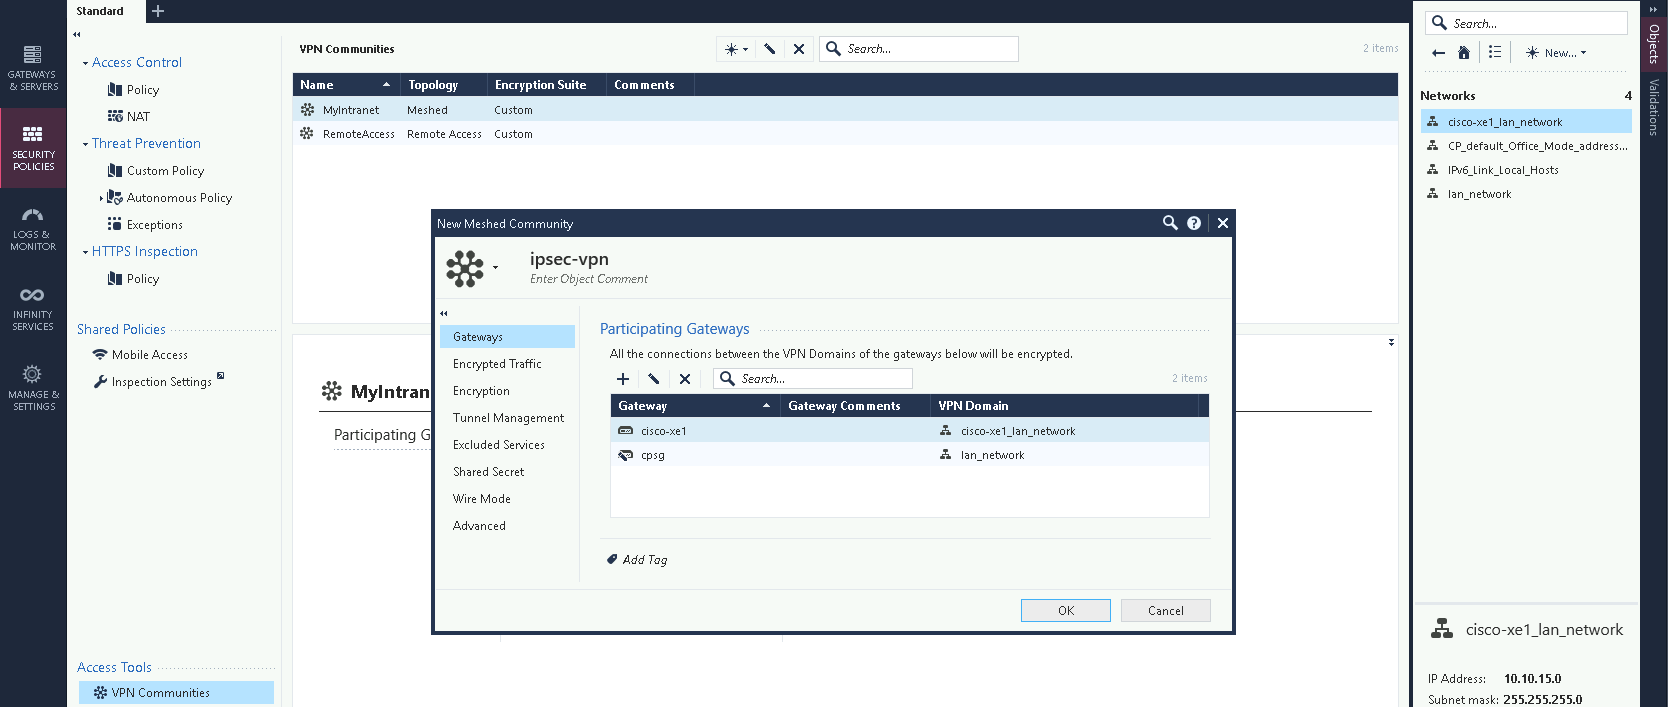 Standard
GATEWAYS
& SERVERS
SECURITY
POLICIES
LOGS &
MONITOR
INFINITY
SERVICES
MANAGE &
SETTINGS
Access Control
Policy
NAT
Threat Prevention
Custom Policy
Autonomous Policy
Exceptions
HTTPS Inspection
Policy
Shared Policies
Mobile Access
Inspection Settings
Access Tools
VPN Communities
VPN Communities
Search...
2 items
Name Topology Encryption Suite Comments
MyIntranet Meshed Custom
RemoteAccess Remote Access Custom
MyIntran
Participating G
New Meshed Community
ipsec-vpn
Enter Object Comment
Gateways
Encrypted Traffic
Encryption
Tunnel Management
Excluded Services
Shared Secret
Wire Mode
Advanced
Participating Gateways
All the connections between the VPN Domains of the gateways below will be encrypted.
Search...
2 items
Gateway Gateway Comments VPN Domain
cisco-xe1 cisco-xe1_lan_network
cpsg lan_network
Add Tag
OK Cancel
Search...
New...
Networks 4
cisco-xe1_lan_network
CP_default_Office_Mode_address...
IPv6_Link_Local_Hosts
lan_network
cisco-xe1_lan_network
IP Address: 10.10.15.0
Subnet mask: 255.255.255.0
Objects
Validations